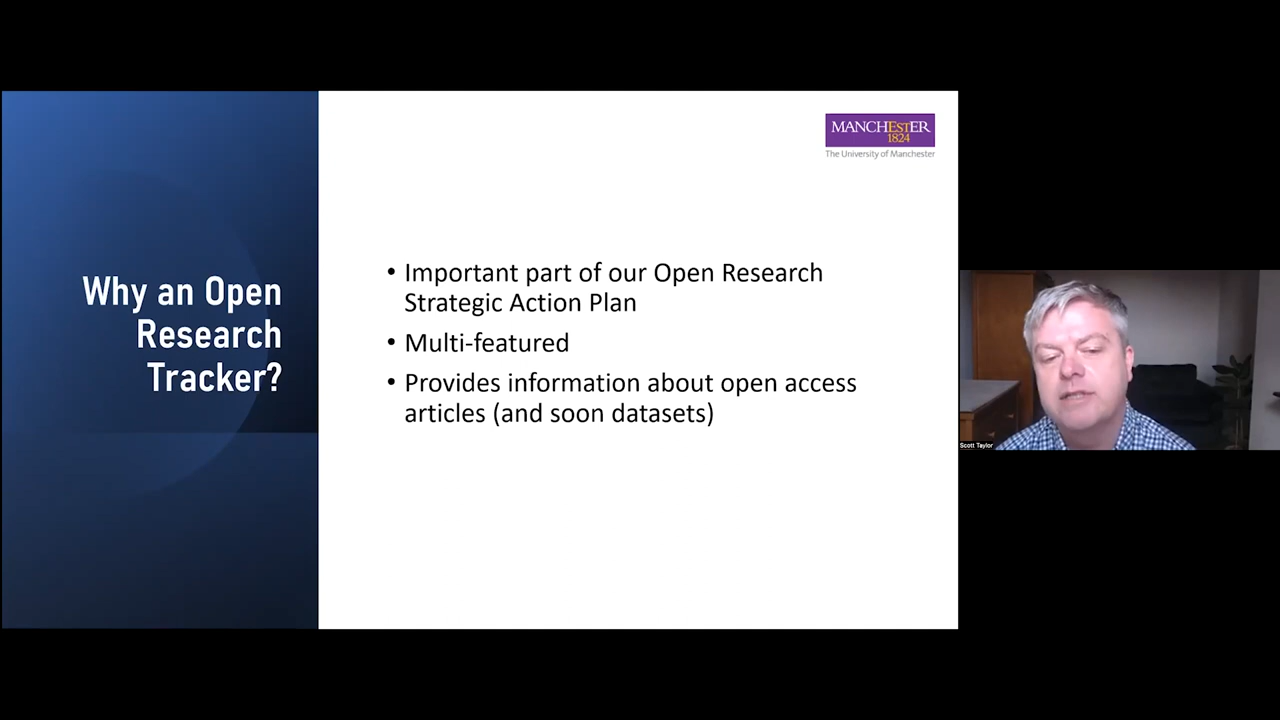 Why an Open
Research
Tracker?
MANCHESTER
1824
The University of Manchester
• Important part of our Open Research
Strategic Action Plan
• Multi-featured
• Provides information about open access
articles (and soon datasets)
Scott Taylor